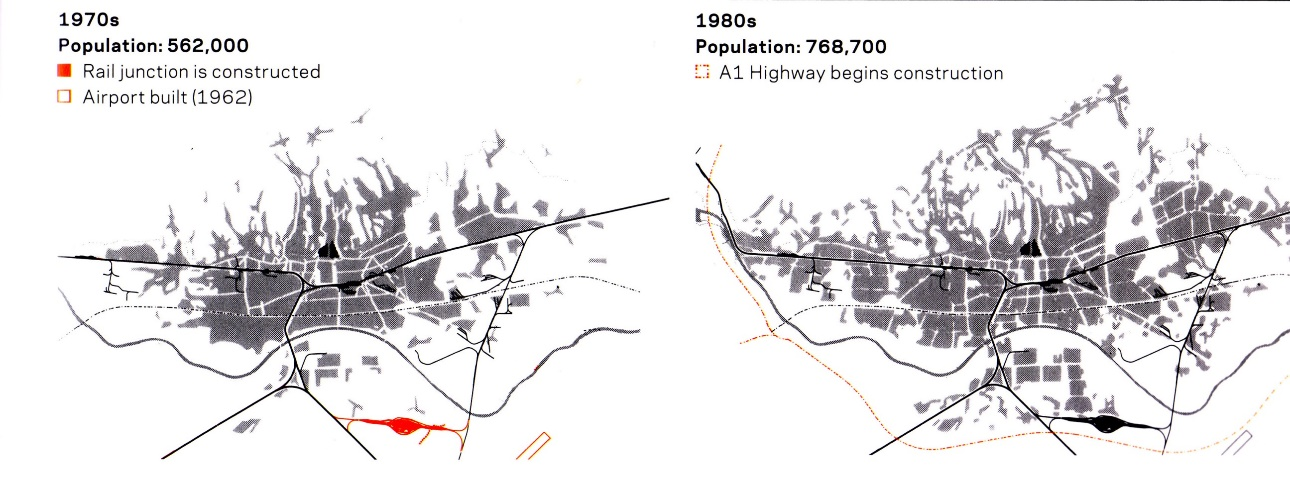 1970s
Population: 562,000
Rail junction is constructed
Airport built (1962)
1980s
Population: 768,700
A1 Highway begins construction